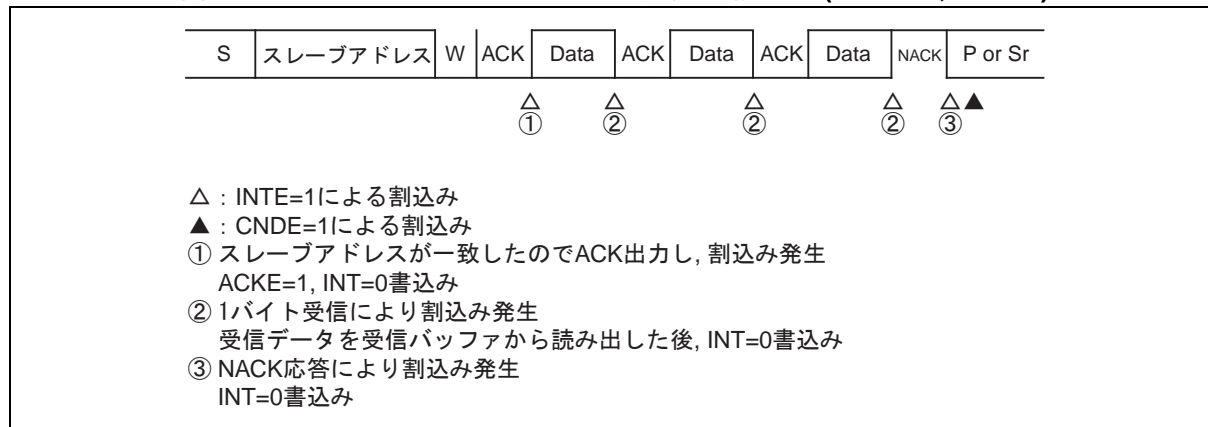 S スレーブアドレス W ACK Data ACK Data ACK Data NACK P or Sr
△ △ △ △ △▲
① ② ② ② ③
△：INTE=1による割込み
▲：CNDE=1による割込み
① スレーブアドレスが一致したのでACK出力し, 割込み発生
ACKE=1, INT=0書込み
② 1バイト受信により割込み発生
受信データを受信バッファから読み出した後, INT=0書込み
③ NACK応答により割込み発生
INT=0書込み